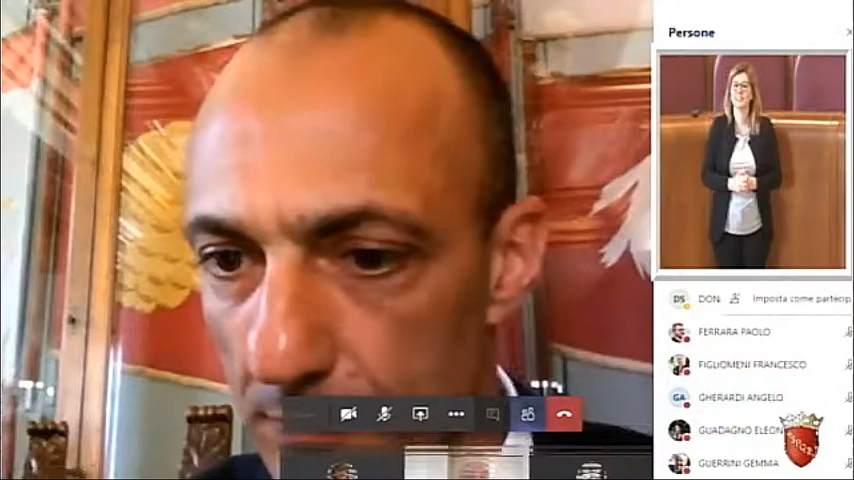 Persone
DS DON. Imposta come partecip.
FERRARA PAOLO
FIGLIOMENI FRANCESCO
GA GHERARDI ANGELO
GUADAGNO ELEON
GUERRINI GEMMA